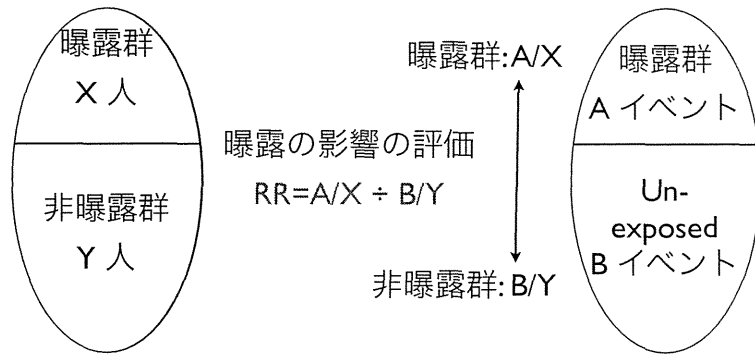 曝露群
X 人
非曝露群
Y 人
曝露の影響の評価
RR=A/X ÷ B/Y
曝露群:A/X
非曝露群:B/Y
曝露群
A イベント
Un-
exposed
B イベント